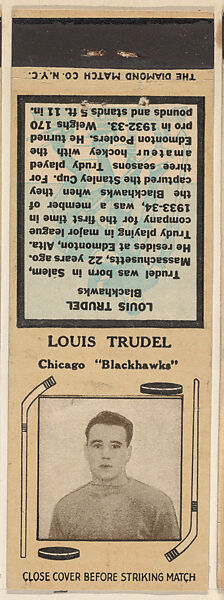 THE DIAMOND MATCH CO. N.Y.C.
LOUIS TRUDEL
Blackhawks
Trudel was born in Salem,
Massachusetts, 22 years ago.
He resides at Edmonton, Alta.
Trudy playing in major league
company for the first time in
1933-34, was a member of
the Blackhawks when they
captured the Stanley Cup. For
three seasons Trudy played
amateur hockey with the
Edmonton Poolers. He turned
pro in 1932-33. Weighs 170
pounds and stands 5 ft. 11 in.
LOUIS TRUDEL
Chicago "Blackhawks"
CLOSE COVER BEFORE STRIKING MATCH